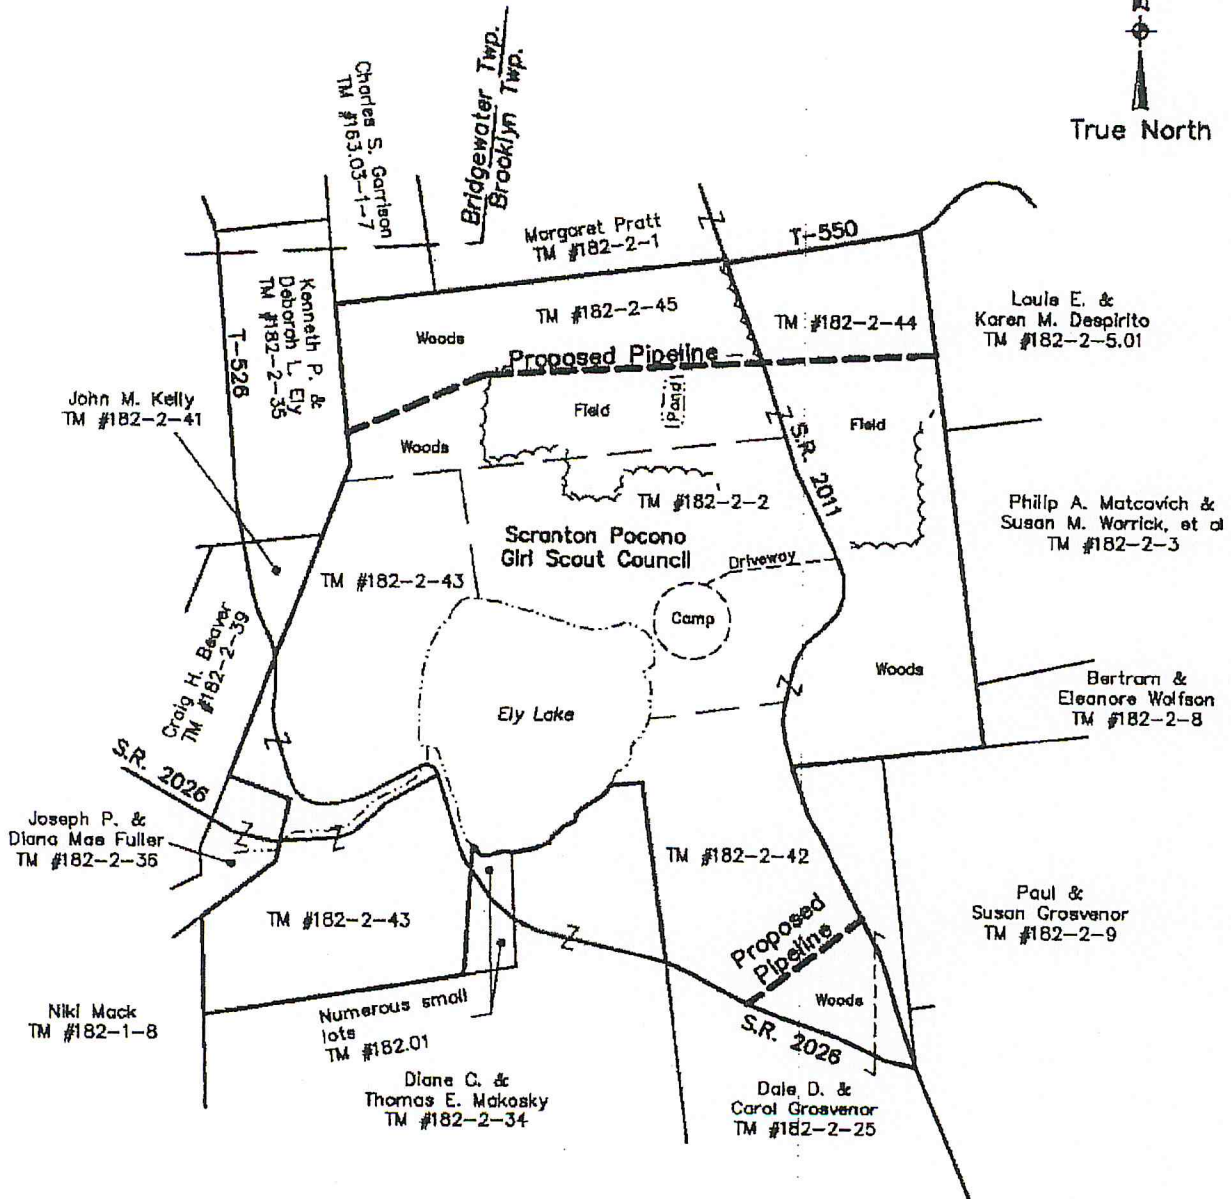 True North
Bridgewater Twp.
Brooklyn Twp.
Charles S. Garrison
TM #163.03-1-7
Margaret Pratt
TM #182-2-1
T-550
Kenneth P. &
Deborah L. Ely
TM #182-2-35
T-526
Woods
TM #182-2-45
TM #182-2-44
Louis E. &
Karen M. Despirito
TM #182-2-5.01
Proposed Pipeline
John M. Kelly
TM #182-2-41
Field
Pond
Woods
S.R. 2011
Field
TM #182-2-2
Philip A. Matcovich &
Susan M. Warrick, et al
TM #182-2-3
Scranton Pocono
Girl Scout Council
Driveway
TM #182-2-43
Camp
Craig H. Beaver
TM #182-2-39
Woods
Bertram &
Eleanore Wolfson
TM #182-2-8
Ely Lake
S.R. 2026
Joseph P. &
Diana Mae Fuller
TM #182-2-36
TM #182-2-42
TM #182-2-43
Paul &
Susan Grosvenor
TM #182-2-9
Proposed
Pipeline
Woods
Niki Mack
TM #182-1-8
Numerous small
lots
TM #182.01
S.R. 2026
Diane C. &
Thomas E. Makosky
TM #182-2-34
Dale D. &
Carol Grosvenor
TM #182-2-25